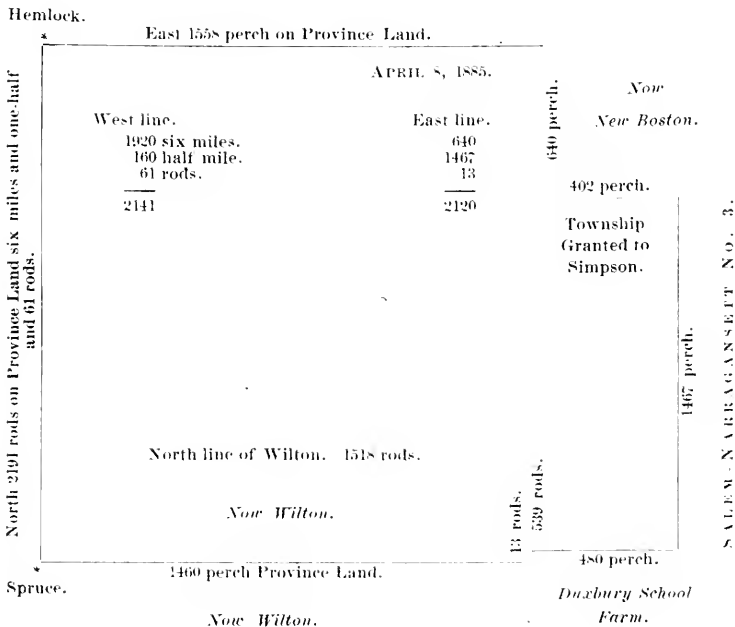 Hemlock.
East 1558 perch on Province Land.
APRIL 8, 1885.
Now
New Boston.
West line.
1920 six miles.
160 half mile.
61 rods.
2141
East line.
640
1467
13
2120
640 perch.
402 perch.
Township
Granted to
Simpson.
North 2191 rods on Province Land six miles and one-half
and 61 rods.
1467 perch.
SALEM-NARRAGANSETT NO. 3.
North line of Wilton. 1518 rods.
Now Wilton.
13 rods.
539 rods.
1460 perch Province Land.
480 perch.
Spruce.
Duxbury School
Farm.
Now Wilton.